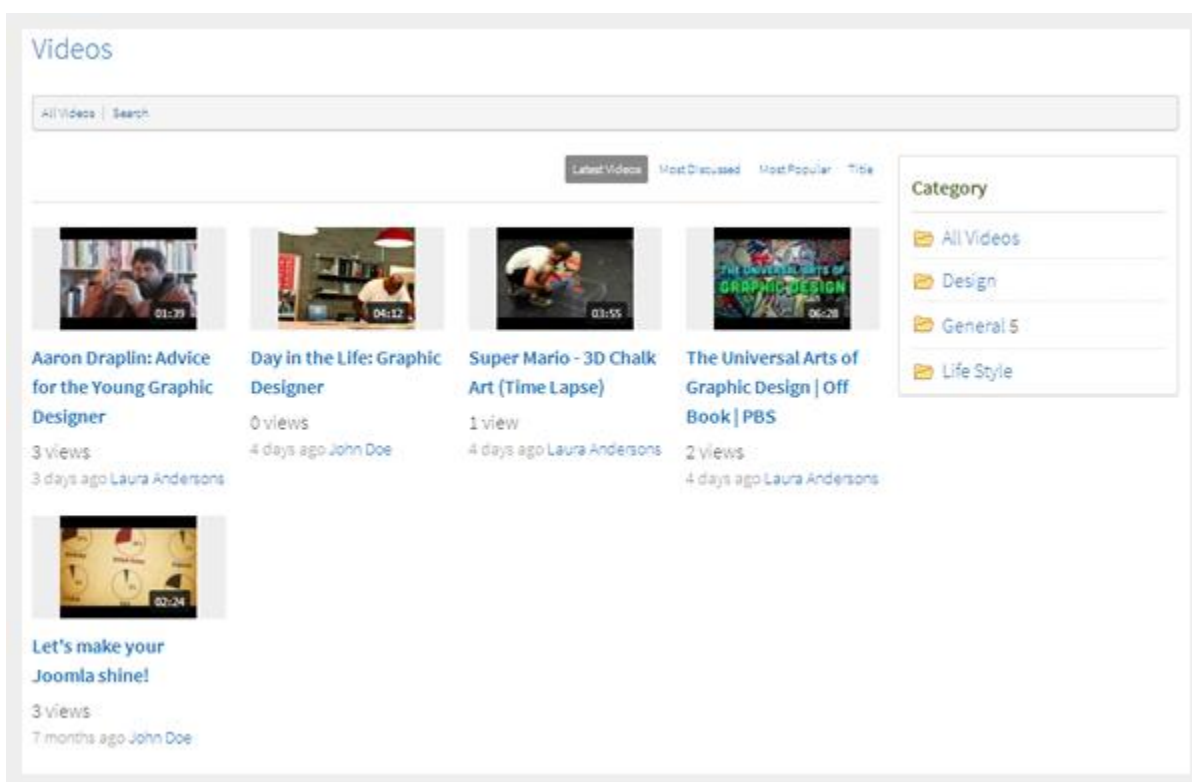 Videos
All Videos | Search
Latest Videos Most Discussed Most Popular Title
Category
All Videos
Design
General 5
Life Style
01:39
04:12
03:55
THE UNIVERSAL ARTS OF
GRAPHIC DESIGN
06:28
Aaron Draplin: Advice
for the Young Graphic
Designer
3 views
3 days ago Laura Andersons
Day in the Life: Graphic
Designer
0 views
4 days ago John Doe
Super Mario - 3D Chalk
Art (Time Lapse)
1 view
4 days ago Laura Andersons
The Universal Arts of
Graphic Design | Off
Book | PBS
2 views
4 days ago Laura Andersons
02:24
Let's make your
Joomla shine!
3 views
7 months ago John Doe